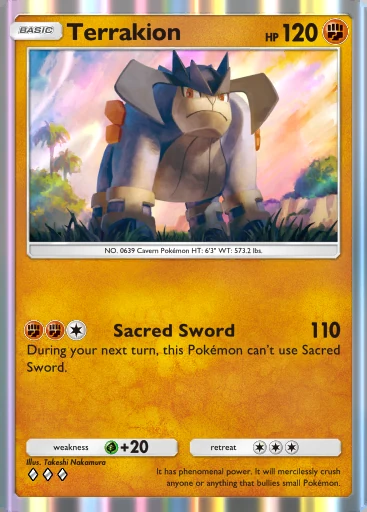 BASIC Terrakion HP 120
NO. 0639 Cavern Pokémon HT: 6'3" WT: 573.2 lbs.
Sacred Sword 110
During your next turn, this Pokémon can't use Sacred
Sword.
weakness +20 retreat
Illus. Takeshi Nakamura
It has phenomenal power. It will mercilessly crush
anyone or anything that bullies small Pokémon.